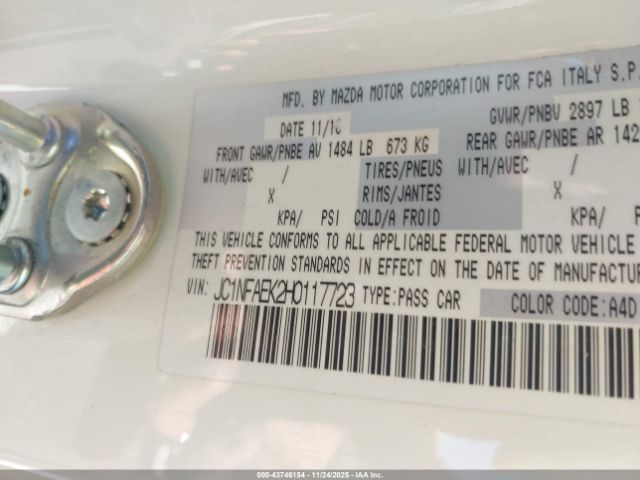 MFD. BY MAZDA MOTOR CORPORATION FOR FCA ITALY S.P.
DATE 11/16 GVWR/PNBV 2897 LB
FRONT GAWR/PNBE AV 1484 LB 673 KG REAR GAWR/PNBE AR 142
WITH/AVEC / TIRES/PNEUS WITH/AVEC /
X RIMS/JANTES X
KPA/ PSI COLD/A FROID KPA/
THIS VEHICLE CONFORMS TO ALL APPLICABLE FEDERAL MOTOR VEHICLE
THEFT PREVENTION STANDARDS IN EFFECT ON THE DATE OF MANUFACTUR
VIN: JC1NFAEK2H0117723 TYPE:PASS CAR COLOR CODE:A4D
000-43746154 - 11/24/2025 - IAA, Inc.